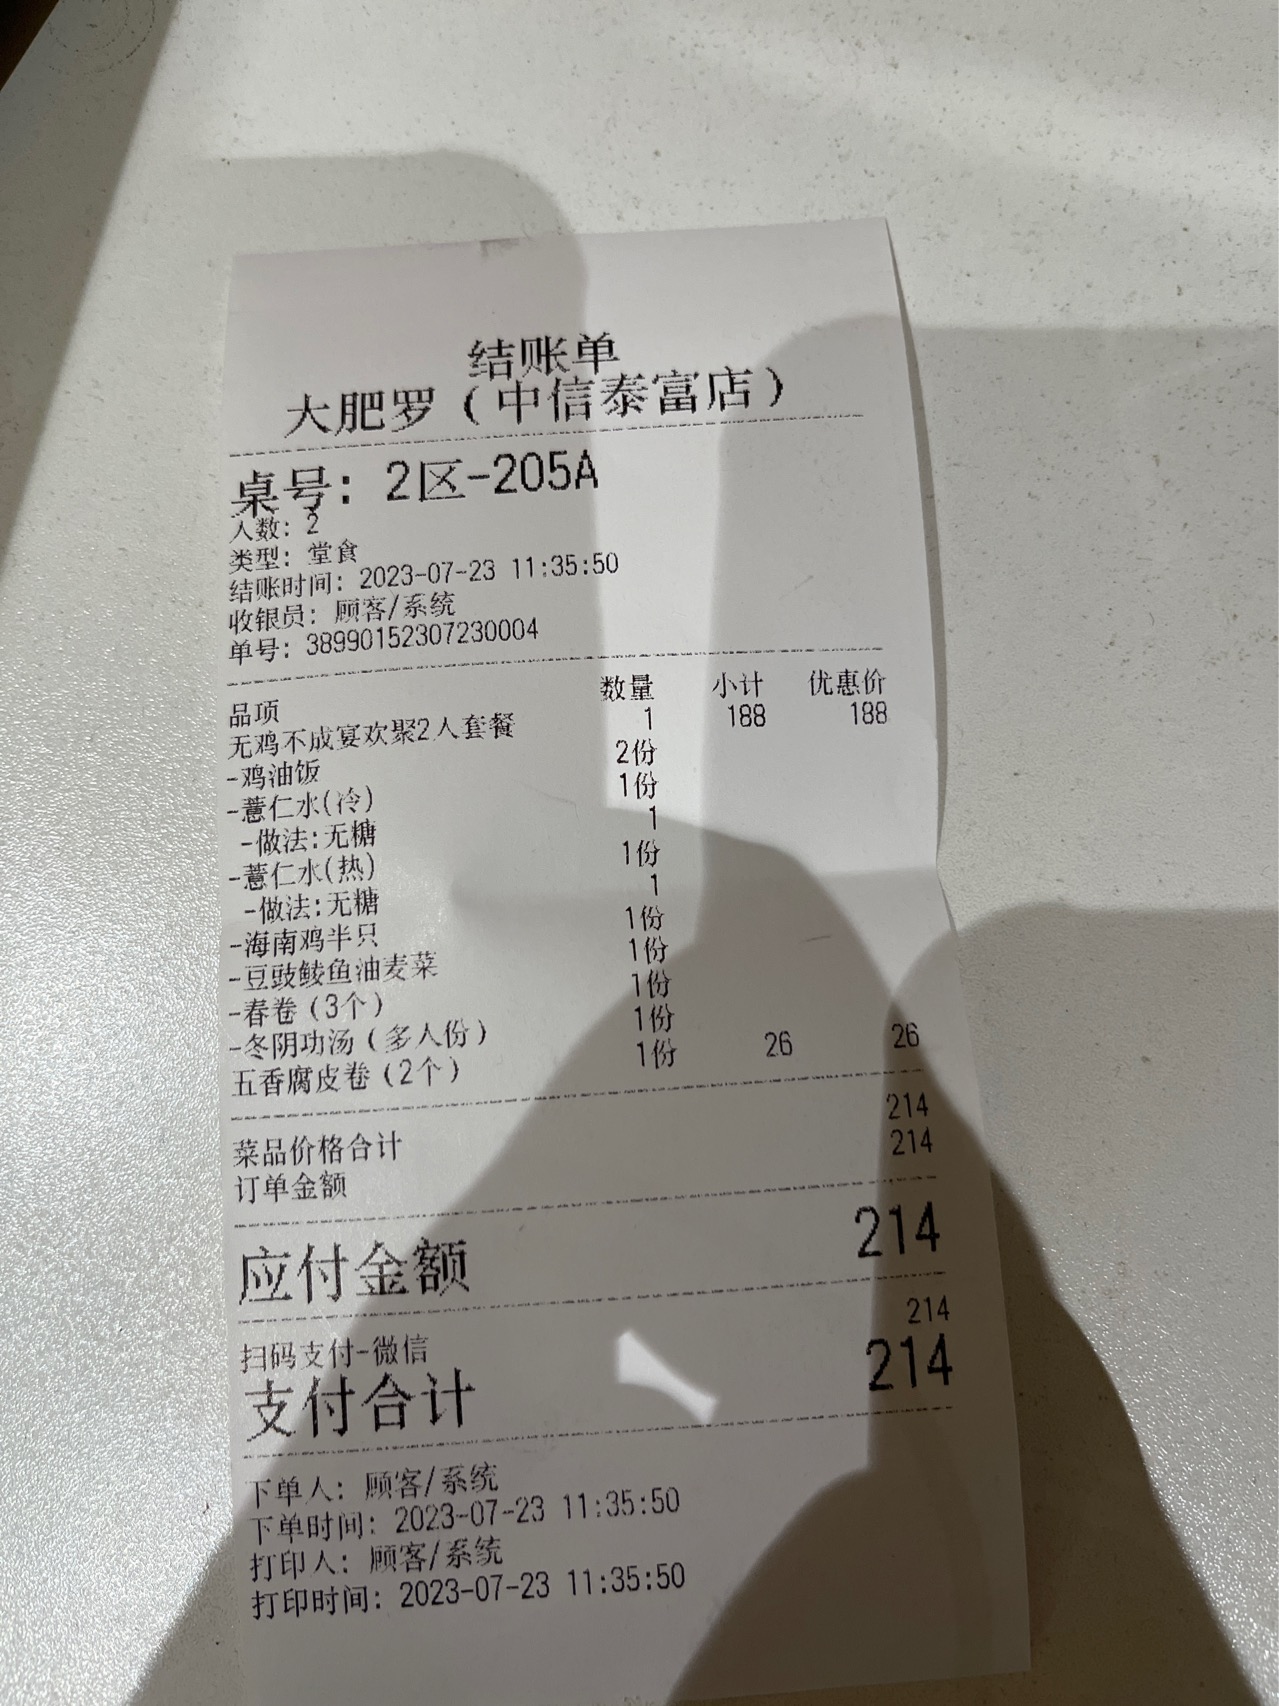 结账单
大肥罗（中信泰富店）
桌号：2区-205A
人数：2
类型：堂食
结账时间：2023-07-23 11:35:50
收银员：顾客/系统
单号：38990152307230004
品项 数量 小计 优惠价
无鸡不成宴欢聚2人套餐 1 188 188
-鸡油饭 2份
-薏仁水(冷) 1份
-做法:无糖 1
-薏仁水(热) 1份
-做法:无糖 1
-海南鸡半只 1份
-豆豉鲮鱼油麦菜 1份
-春卷（3个） 1份
-冬阴功汤（多人份） 1份
五香腐皮卷（2个） 1份 26 26
菜品价格合计 214
订单金额 214
应付金额 214
扫码支付-微信 214
支付合计 214
下单人：顾客/系统
下单时间：2023-07-23 11:35:50
打印人：顾客/系统
打印时间：2023-07-23 11:35:50